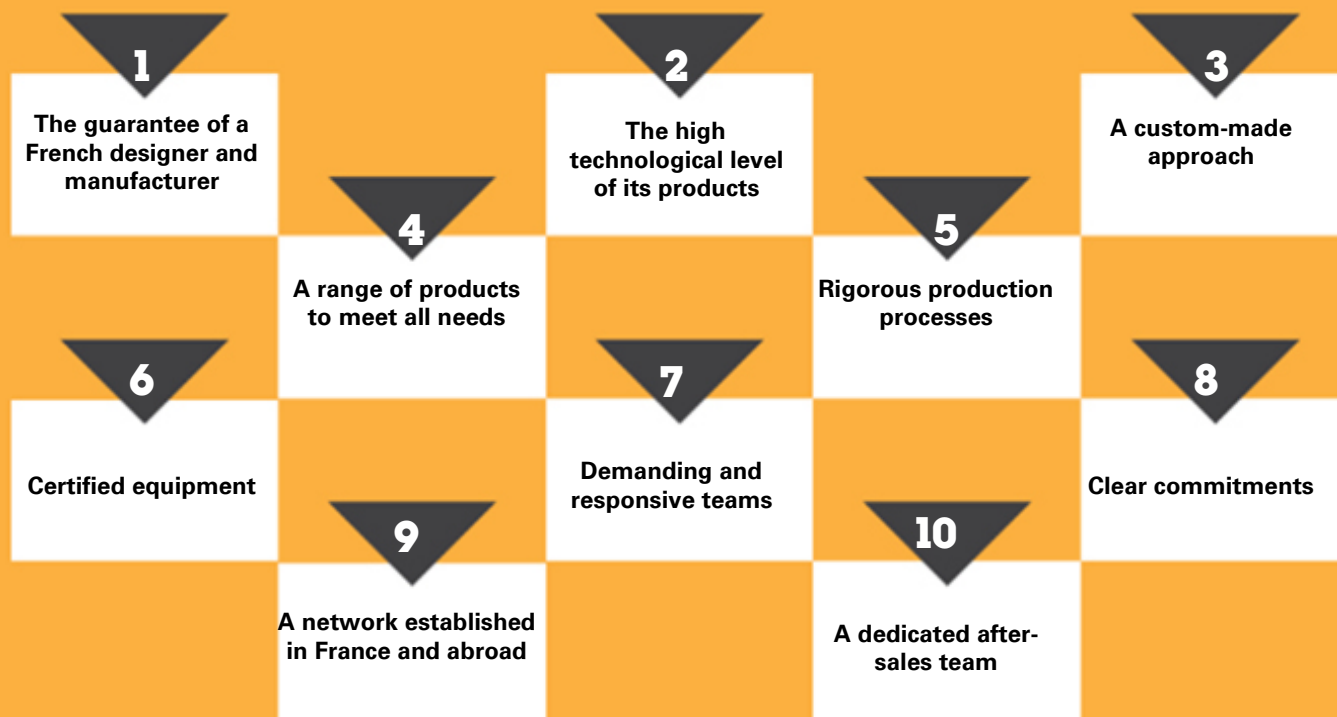 1
The guarantee of a
French designer and
manufacturer
2
The high
technological level
of its products
3
A custom-made
approach
4
A range of products
to meet all needs
5
Rigorous production
processes
6
Certified equipment
7
Demanding and
responsive teams
8
Clear commitments
9
A network established
in France and abroad
10
A dedicated after-
sales team